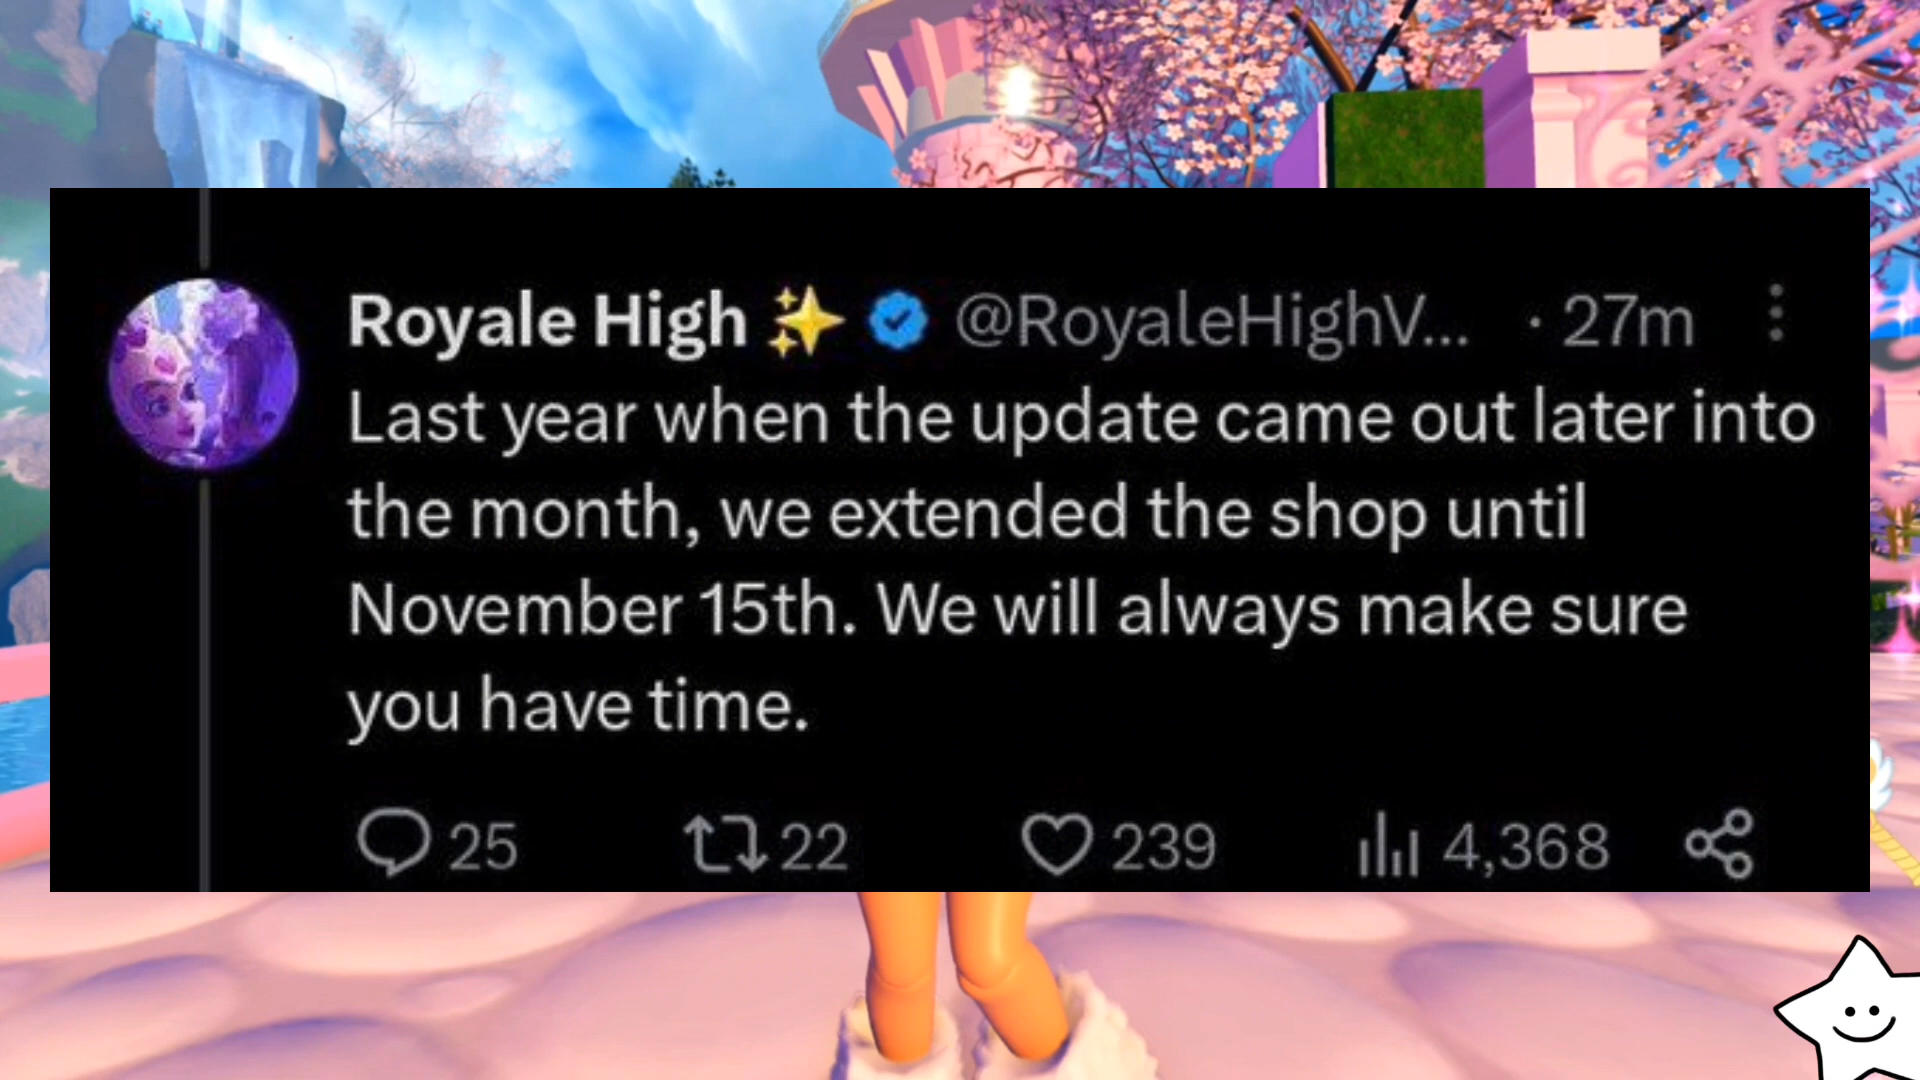 Royale High ✨ @RoyaleHighV... · 27m
Last year when the update came out later into
the month, we extended the shop until
November 15th. We will always make sure
you have time.
25 22 239 4,368